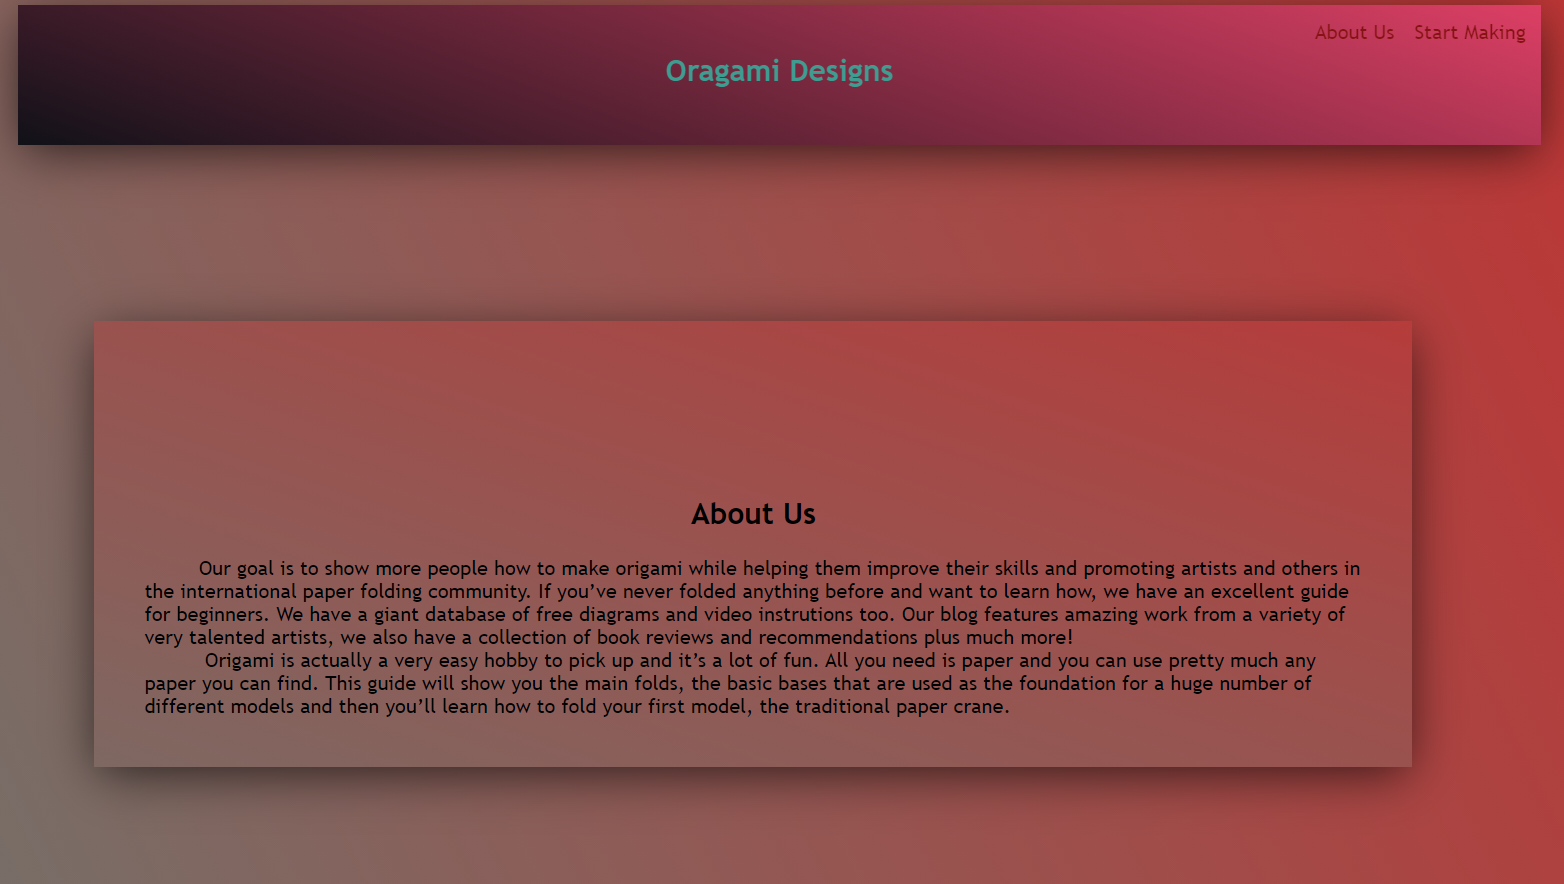 About Us Start Making
Oragami Designs
About Us
Our goal is to show more people how to make origami while helping them improve their skills and promoting artists and others in
the international paper folding community. If you’ve never folded anything before and want to learn how, we have an excellent guide
for beginners. We have a giant database of free diagrams and video instrutions too. Our blog features amazing work from a variety of
very talented artists, we also have a collection of book reviews and recommendations plus much more!
Origami is actually a very easy hobby to pick up and it’s a lot of fun. All you need is paper and you can use pretty much any
paper you can find. This guide will show you the main folds, the basic bases that are used as the foundation for a huge number of
different models and then you’ll learn how to fold your first model, the traditional paper crane.